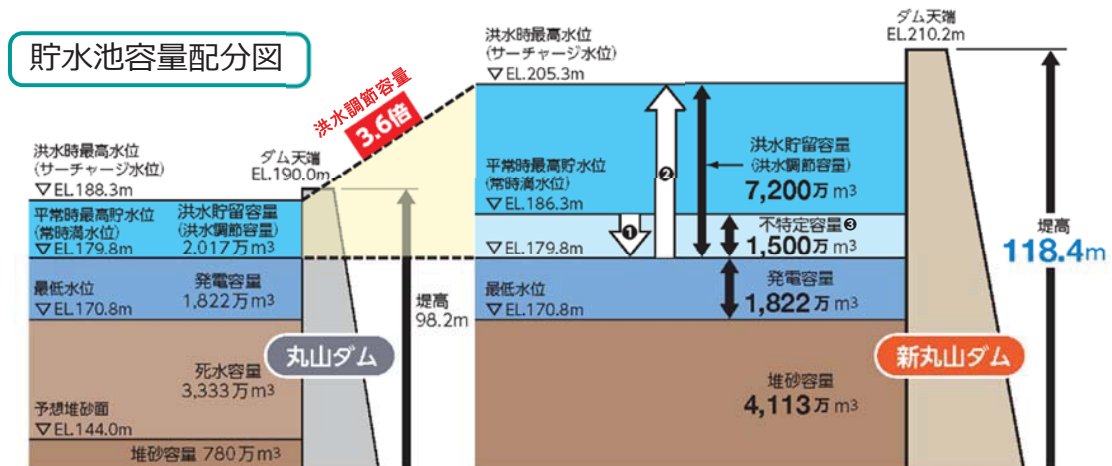 貯水池容量配分図
洪水調節容量
3.6倍
洪水時最高水位
(サーチャージ水位)
▽EL.188.3m
ダム天端
EL.190.0m
平常時最高貯水位
(常時満水位)
▽EL.179.8m
洪水貯留容量
(洪水調節容量)
2.017万m3
最低水位
▽EL.170.8m
発電容量
1,822万m3
死水容量
3,333万m3
予想堆砂面
▽EL.144.0m
堆砂容量 780万m3
丸山ダム
堤高
98.2m
洪水時最高水位
(サーチャージ水位)
▽EL.205.3m
ダム天端
EL.210.2m
平常時最高貯水位
(常時満水位)
▽EL.186.3m
▽EL.179.8m
❶
❷
洪水貯留容量
(洪水調節容量)
7,200万m3
不特定容量❸
1,500万m3
最低水位
▽EL.170.8m
発電容量
1,822万m3
堆砂容量
4,113万m3
新丸山ダム
堤高
118.4m